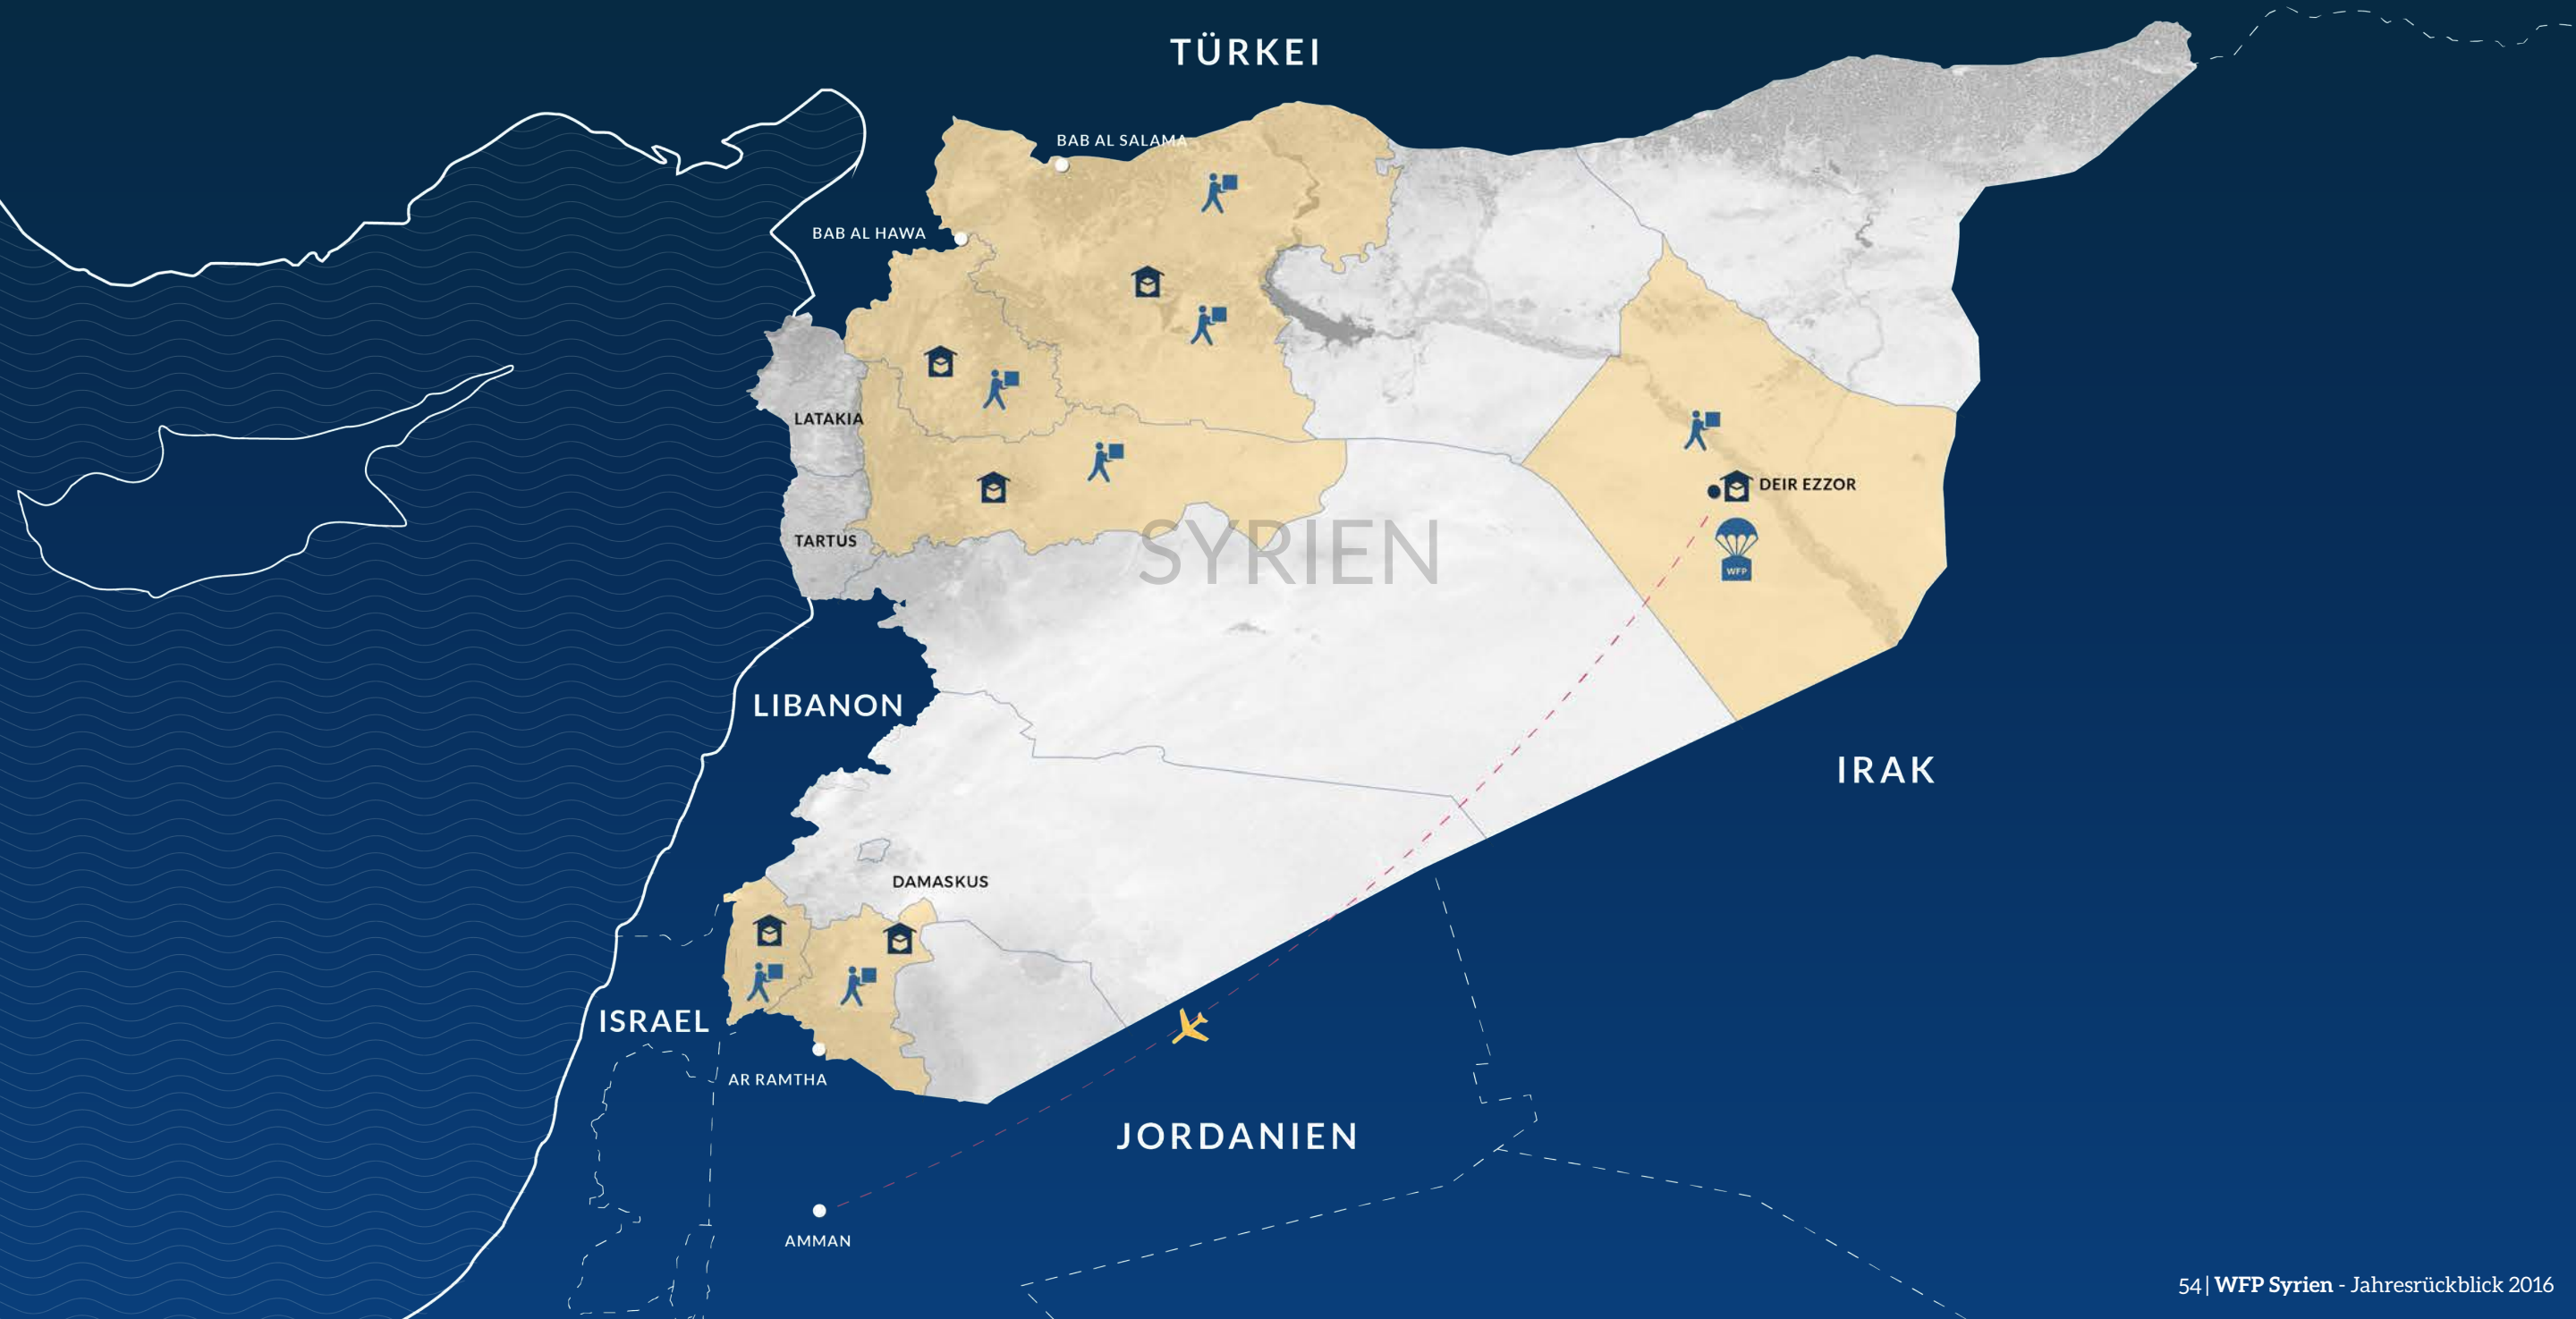 TÜRKEI
BAB AL SALAMA
BAB AL HAWA
LATAKIA
DEIR EZZOR
TARTUS
SYRIEN
WFP
LIBANON
IRAK
DAMASKUS
ISRAEL
AR RAMTHA
JORDANIEN
AMMAN
54| WFP Syrien - Jahresrückblick 2016